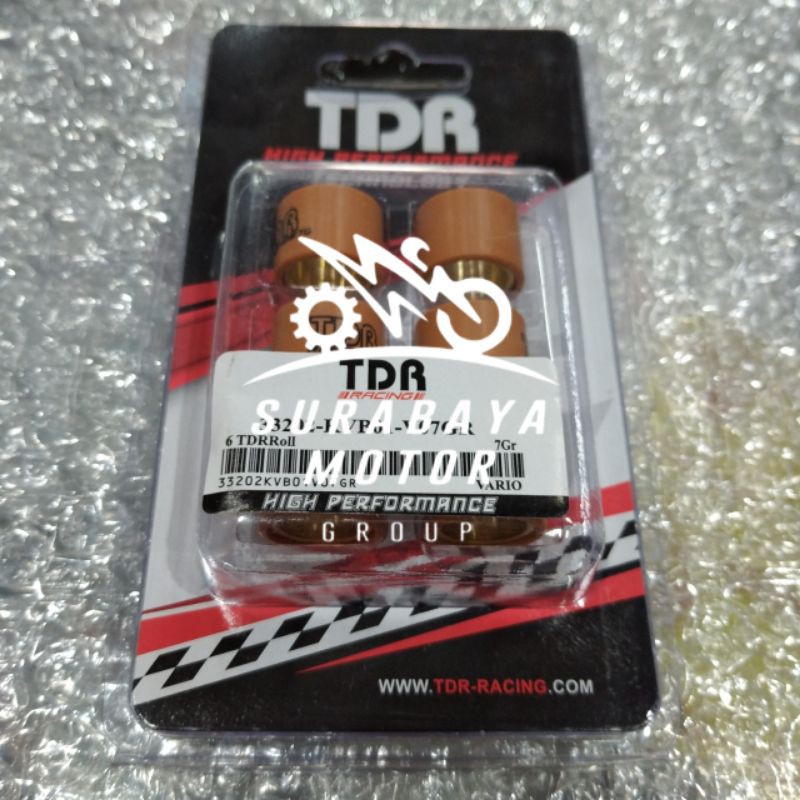 TDR
HIGH PERFORMANCE
TDR
TDR
RACING
6 TDRRoll
7Gr
VARIO
SURABAYA
MOTOR
GROUP
HIGH PERFORMANCE
WWW.TDR-RACING.COM